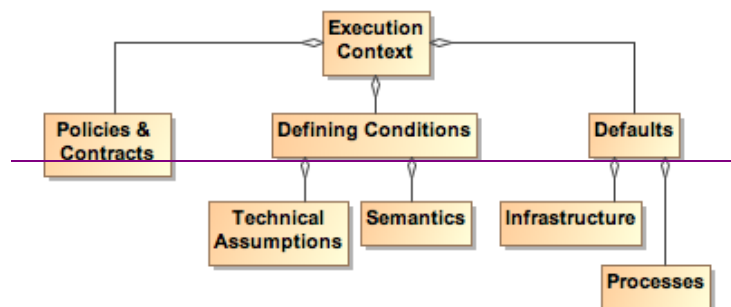 Execution
Context
Policies &
Contracts
Defining Conditions
Defaults
Technical
Assumptions
Semantics
Infrastructure
Processes